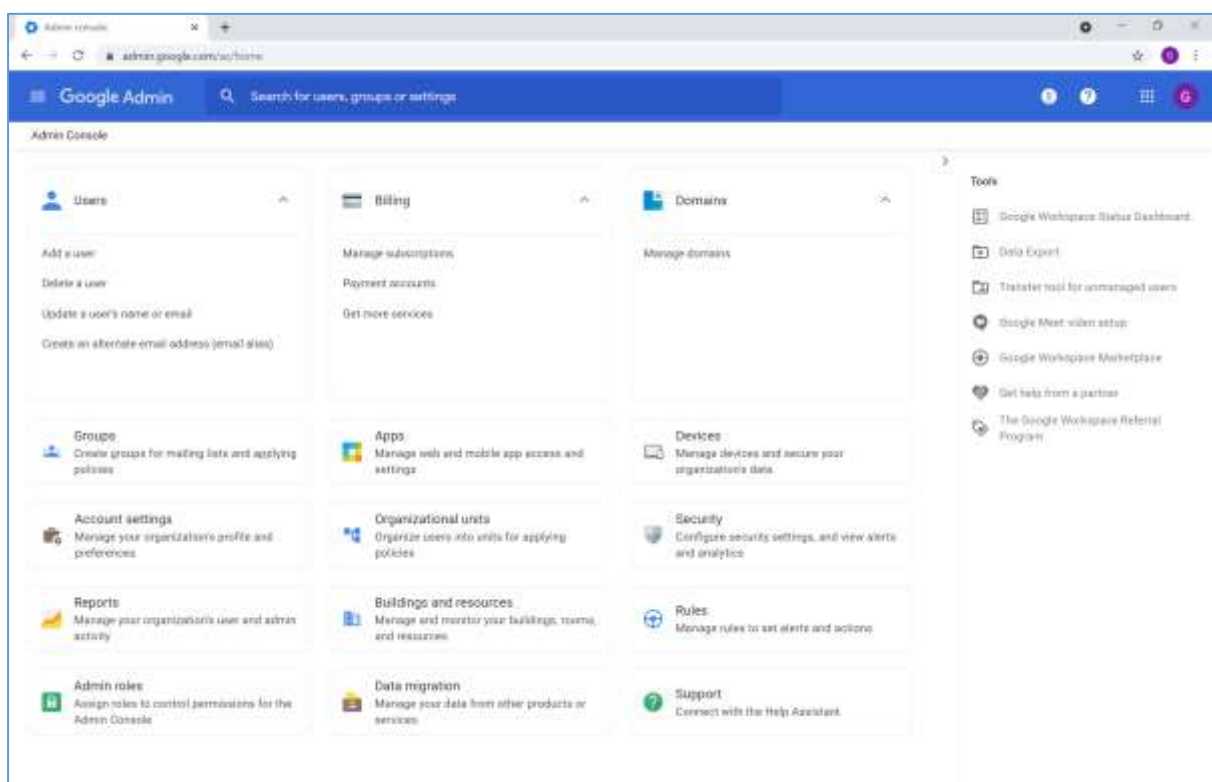 Admin console
admin.google.com/ac/home
Google Admin
Search for users, groups or settings
G
Admin Console
Users
Add a user
Delete a user
Update a user's name or email
Create an alternate email address (email alias)
Billing
Manage subscriptions
Payment accounts
Get more services
Domains
Manage domains
Groups
Create groups for mailing lists and applying
policies
Apps
Manage web and mobile app access and
settings
Devices
Manage devices and secure your
organization's data
Account settings
Manage your organization's profile and
preferences
Organizational units
Organize users into units for applying
policies
Security
Configure security settings, and view alerts
and analytics
Reports
Manage your organization's user and admin
activity
Buildings and resources
Manage and monitor your buildings, rooms,
and resources
Rules
Manage rules to set alerts and actions
Admin roles
Assign roles to control permissions for the
Admin Console
Data migration
Manage your data from other products or
services
Support
Connect with the Help Assistant
Tools
Google Workspace Status Dashboard
Data Export
Transfer tool for unmanaged users
Google Meet video setup
Google Workspace Marketplace
Get help from a partner
The Google Workspace Referral
Program